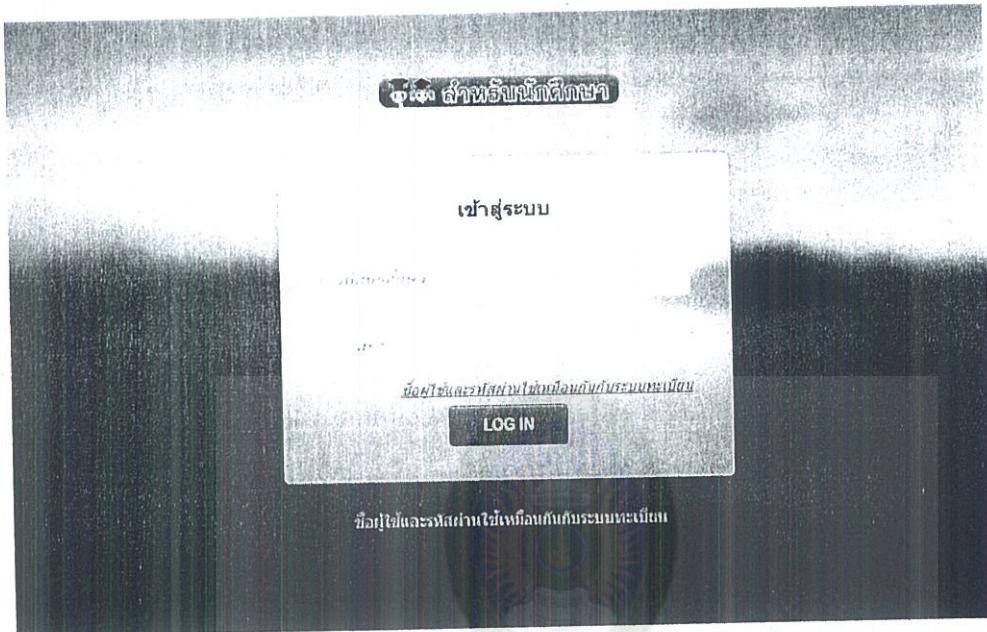 สำหรับนักศึกษา
เข้าสู่ระบบ
ชื่อผู้ใช้และรหัสผ่านใช้เหมือนกันกับระบบทะเบียน
LOG IN
ชื่อผู้ใช้และรหัสผ่านใช้เหมือนกันกับระบบทะเบียน